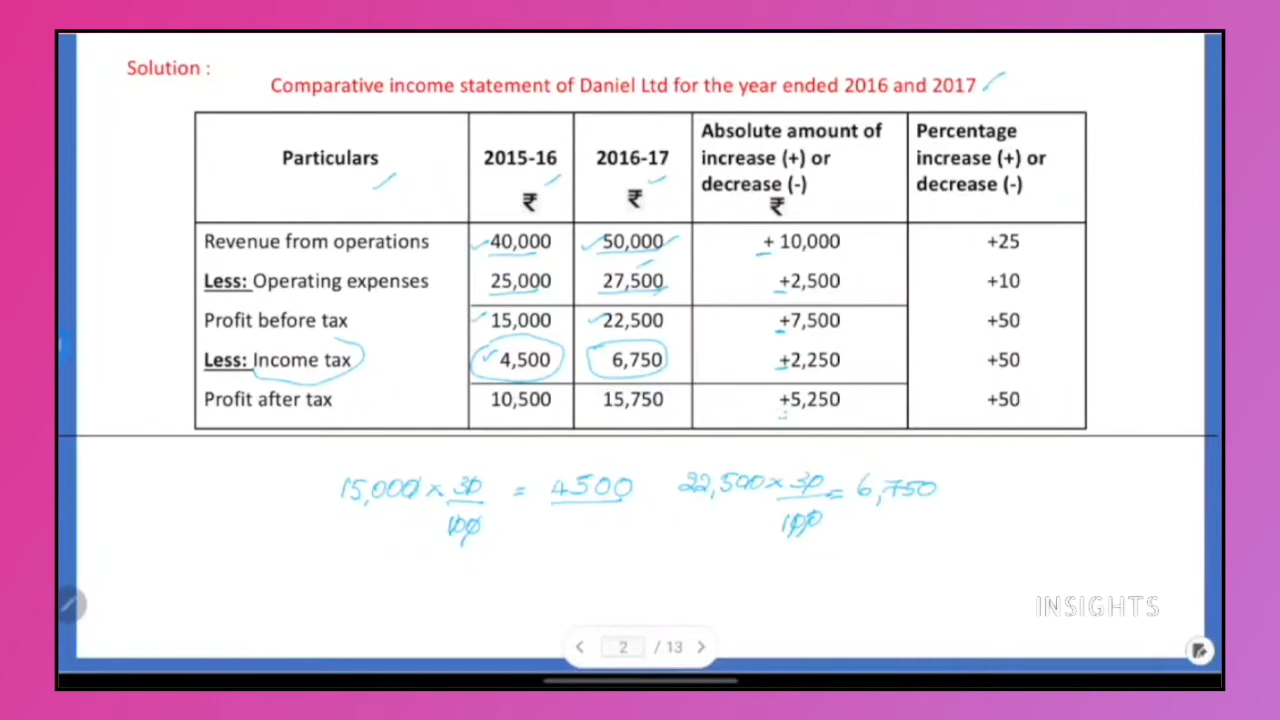 Solution :
Comparative income statement of Daniel Ltd for the year ended 2016 and 2017
Particulars 2015-16 ₹ 2016-17 ₹ Absolute amount of increase (+) or decrease (-) ₹ Percentage increase (+) or decrease (-)
Revenue from operations 40,000 50,000 + 10,000 +25
Less: Operating expenses 25,000 27,500 +2,500 +10
Profit before tax 15,000 22,500 +7,500 +50
Less: Income tax 4,500 6,750 +2,250 +50
Profit after tax 10,500 15,750 +5,250 +50
15,000 × 30/100 = 4500 22,500 × 30/100 = 6,750
INSIGHTS
< 2 / 13 >